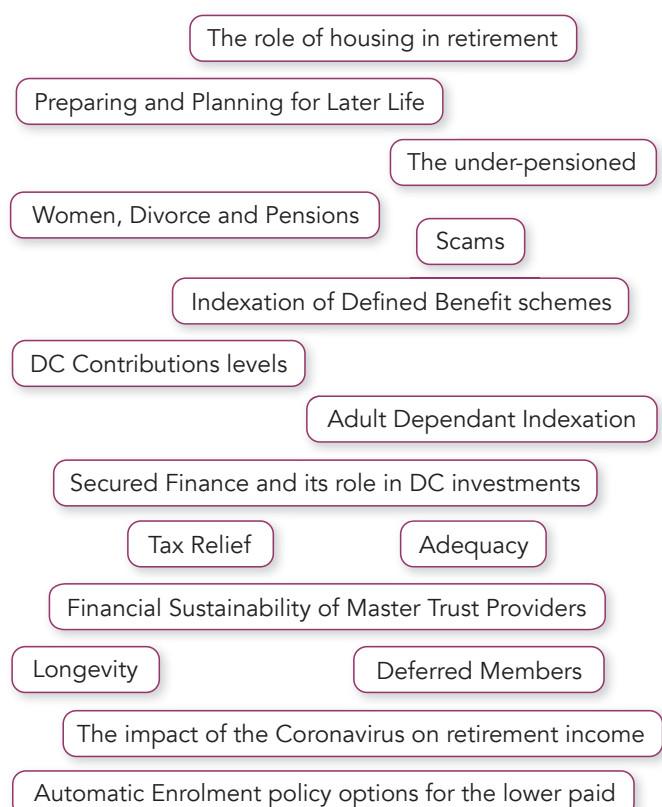 The role of housing in retirement
Preparing and Planning for Later Life
The under-pensioned
Women, Divorce and Pensions
Scams
Indexation of Defined Benefit schemes
DC Contributions levels
Adult Dependant Indexation
Secured Finance and its role in DC investments
Tax Relief
Adequacy
Financial Sustainability of Master Trust Providers
Longevity
Deferred Members
The impact of the Coronavirus on retirement income
Automatic Enrolment policy options for the lower paid